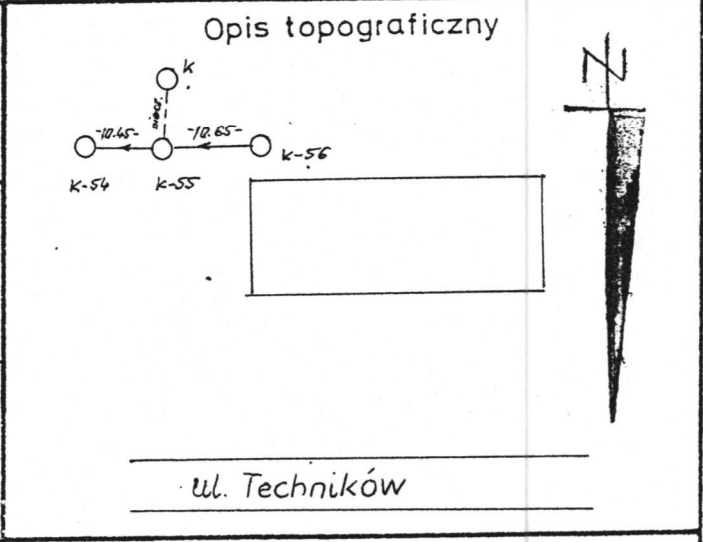 Opis topograficzny
N
k
-10.45-
-10.65-
k-56
k-54
k-55
ul. Techników